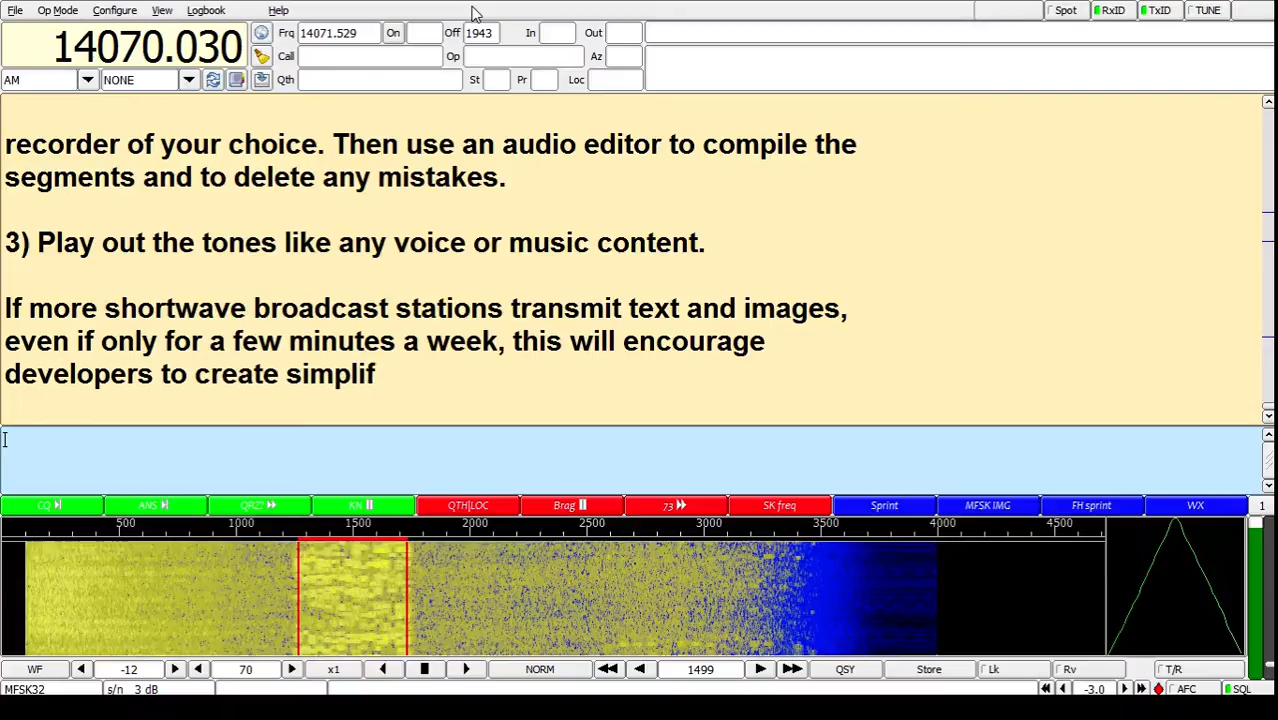 File Op Mode Configure View Logbook Help Spot RxID TxID TUNE
14070.030 Frq 14071.529 On Off 1943 In Out
Call Op Az
AM NONE Qth St Pr Loc
recorder of your choice. Then use an audio editor to compile the
segments and to delete any mistakes.
3) Play out the tones like any voice or music content.
If more shortwave broadcast stations transmit text and images,
even if only for a few minutes a week, this will encourage
developers to create simplif
CQ ANS QRZ? KN QTH|LOC Brag 73 SK freq Sprint MFSK IMG FH sprint WX 1
500 1000 1500 2000 2500 3000 3500 4000 4500
WF -12 70 x1 NORM 1499 QSY Store Lk Rv T/R
MFSK32 s/n 3 dB -3.0 AFC SQL